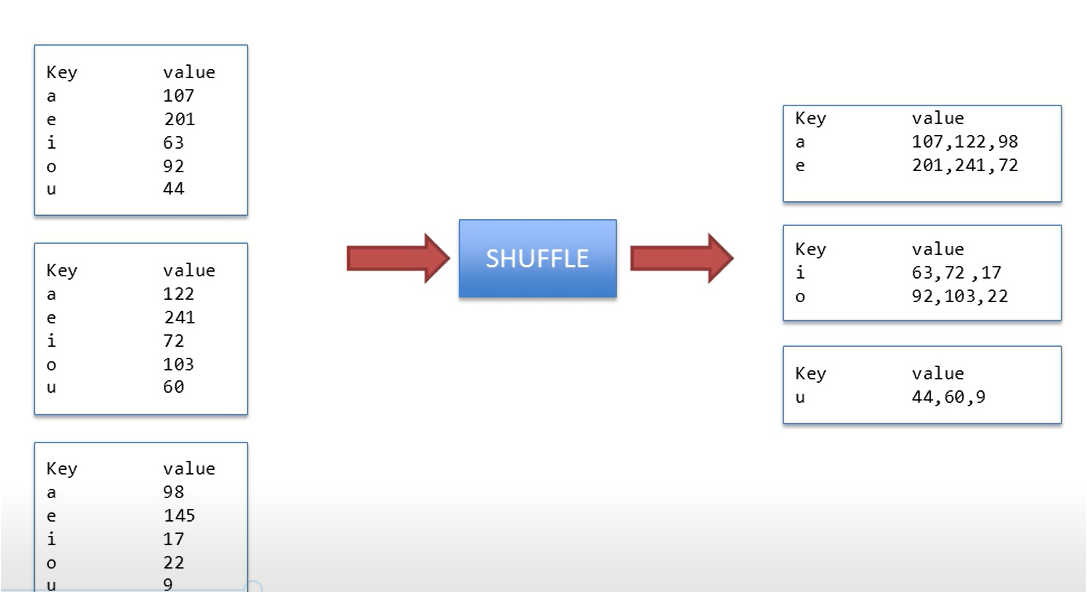 Key value
a 107
e 201
i 63
o 92
u 44
Key value
a 122
e 241
i 72
o 103
u 60
Key value
a 98
e 145
i 17
o 22
u 9
SHUFFLE
Key value
a 107,122,98
e 201,241,72
Key value
i 63,72 ,17
o 92,103,22
Key value
u 44,60,9